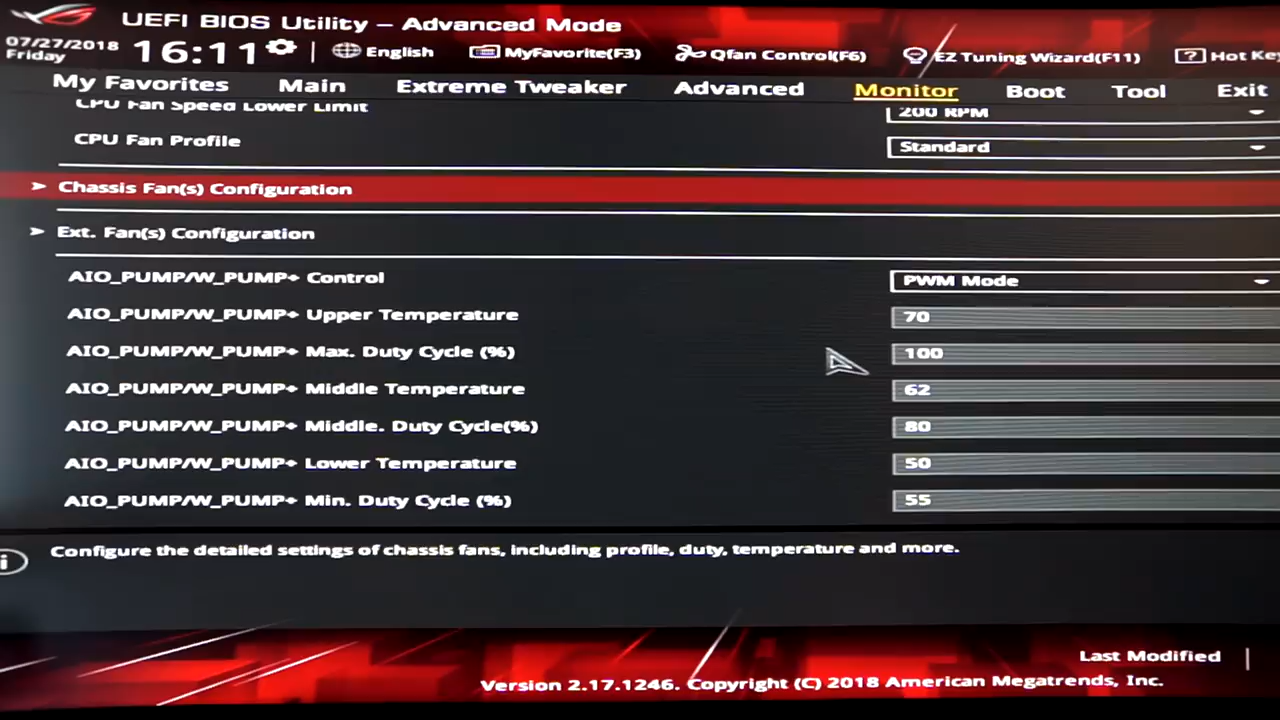 UEFI BIOS Utility – Advanced Mode
07/27/2018
Friday
16:11
English
MyFavorite(F3)
Qfan Control(F6)
EZ Tuning Wizard(F11)
? Hot Key
My Favorites Main Extreme Tweaker Advanced Monitor Boot Tool Exit
CPU Fan Speed Lower Limit 200 RPM
CPU Fan Profile Standard
Chassis Fan(s) Configuration
Ext. Fan(s) Configuration
AIO_PUMP/W_PUMP+ Control PWM Mode
AIO_PUMP/W_PUMP+ Upper Temperature 70
AIO_PUMP/W_PUMP+ Max. Duty Cycle (%) 100
AIO_PUMP/W_PUMP+ Middle Temperature 62
AIO_PUMP/W_PUMP+ Middle. Duty Cycle(%) 80
AIO_PUMP/W_PUMP+ Lower Temperature 50
AIO_PUMP/W_PUMP+ Min. Duty Cycle (%) 55
i Configure the detailed settings of chassis fans, including profile, duty, temperature and more.
Last Modified
Version 2.17.1246. Copyright (C) 2018 American Megatrends, Inc.